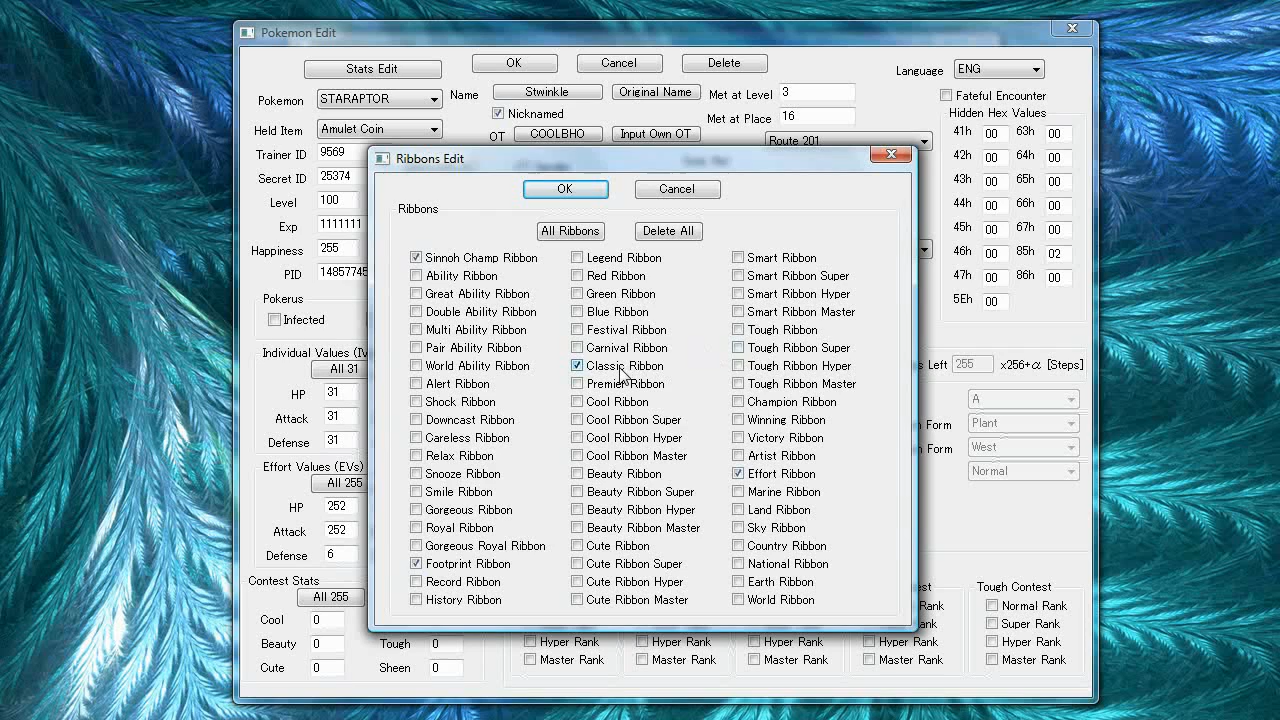 Pokemon Edit
Stats Edit
OK
Cancel
Delete
Language
ENG
Pokemon
STARAPTOR
Name
Stwinkle
Original Name
Met at Level
3
Fateful Encounter
Nicknamed
Met at Place
16
Hidden Hex Values
Held Item
Amulet Coin
OT
COOLBHO
Input Own OT
Route 201
41h
00
63h
00
Trainer ID
9569
42h
00
64h
00
Secret ID
25374
43h
00
65h
00
Level
100
44h
00
66h
00
Exp
1111111
45h
00
67h
00
Happiness
255
46h
00
85h
02
PID
14857745
47h
00
86h
00
5Eh
00
Pokerus
Infected
Individual Values (IV
All 31
HP
31
Attack
31
Defense
31
Effort Values (EVs)
All 255
HP
252
Attack
252
Defense
6
Contest Stats
All 255
Cool
0
Beauty
0
Tough
0
Cute
0
Sheen
0
s Left
255
x256+α [Steps]
A
n Form
Plant
n Form
West
Normal
Ribbons Edit
OK
Cancel
Ribbons
All Ribbons
Delete All
Sinnoh Champ Ribbon
Ability Ribbon
Great Ability Ribbon
Double Ability Ribbon
Multi Ability Ribbon
Pair Ability Ribbon
World Ability Ribbon
Alert Ribbon
Shock Ribbon
Downcast Ribbon
Careless Ribbon
Relax Ribbon
Snooze Ribbon
Smile Ribbon
Gorgeous Ribbon
Royal Ribbon
Gorgeous Royal Ribbon
Footprint Ribbon
Record Ribbon
History Ribbon
Legend Ribbon
Red Ribbon
Green Ribbon
Blue Ribbon
Festival Ribbon
Carnival Ribbon
Classic Ribbon
Premier Ribbon
Cool Ribbon
Cool Ribbon Super
Cool Ribbon Hyper
Cool Ribbon Master
Beauty Ribbon
Beauty Ribbon Super
Beauty Ribbon Hyper
Beauty Ribbon Master
Cute Ribbon
Cute Ribbon Super
Cute Ribbon Hyper
Cute Ribbon Master
Smart Ribbon
Smart Ribbon Super
Smart Ribbon Hyper
Smart Ribbon Master
Tough Ribbon
Tough Ribbon Super
Tough Ribbon Hyper
Tough Ribbon Master
Champion Ribbon
Winning Ribbon
Victory Ribbon
Artist Ribbon
Effort Ribbon
Marine Ribbon
Land Ribbon
Sky Ribbon
Country Ribbon
National Ribbon
Earth Ribbon
World Ribbon
est
Tough Contest
Rank
Normal Rank
Rank
Super Rank
Hyper Rank
Hyper Rank
Hyper Rank
Hyper Rank
Hyper Rank
Master Rank
Master Rank
Master Rank
Master Rank
Master Rank